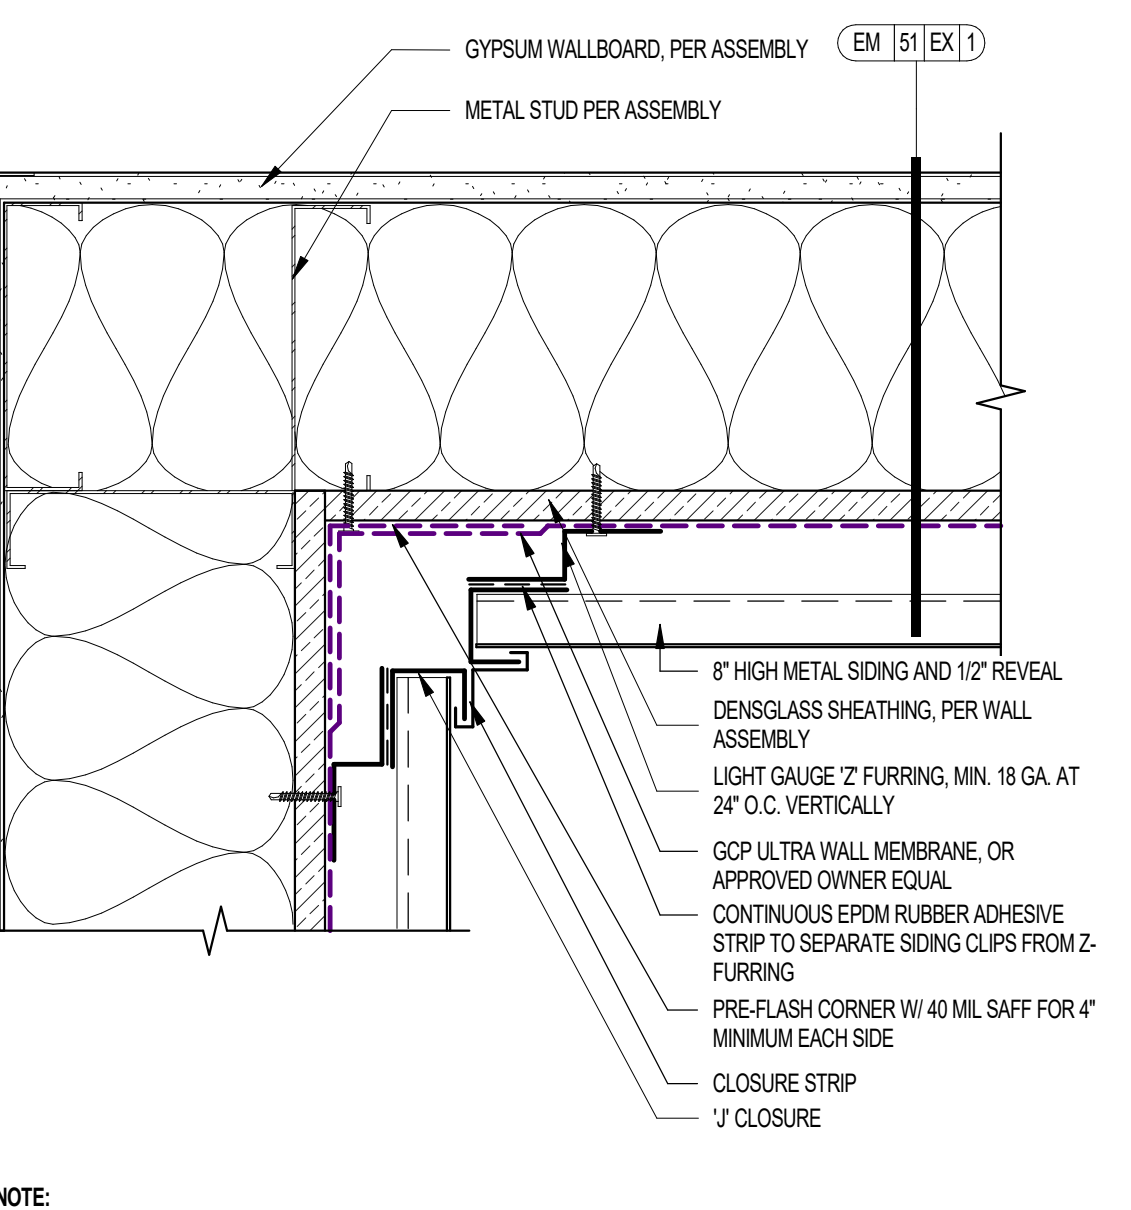 GYPSUM WALLBOARD, PER ASSEMBLY
EM 51 EX 1
METAL STUD PER ASSEMBLY
8" HIGH METAL SIDING AND 1/2" REVEAL
DENSGLASS SHEATHING, PER WALL
ASSEMBLY
LIGHT GAUGE 'Z' FURRING, MIN. 18 GA. AT
24" O.C. VERTICALLY
GCP ULTRA WALL MEMBRANE, OR
APPROVED OWNER EQUAL
CONTINUOUS EPDM RUBBER ADHESIVE
STRIP TO SEPARATE SIDING CLIPS FROM Z-
FURRING
PRE-FLASH CORNER W/ 40 MIL SAFF FOR 4"
MINIMUM EACH SIDE
CLOSURE STRIP
'J' CLOSURE
NOTE: